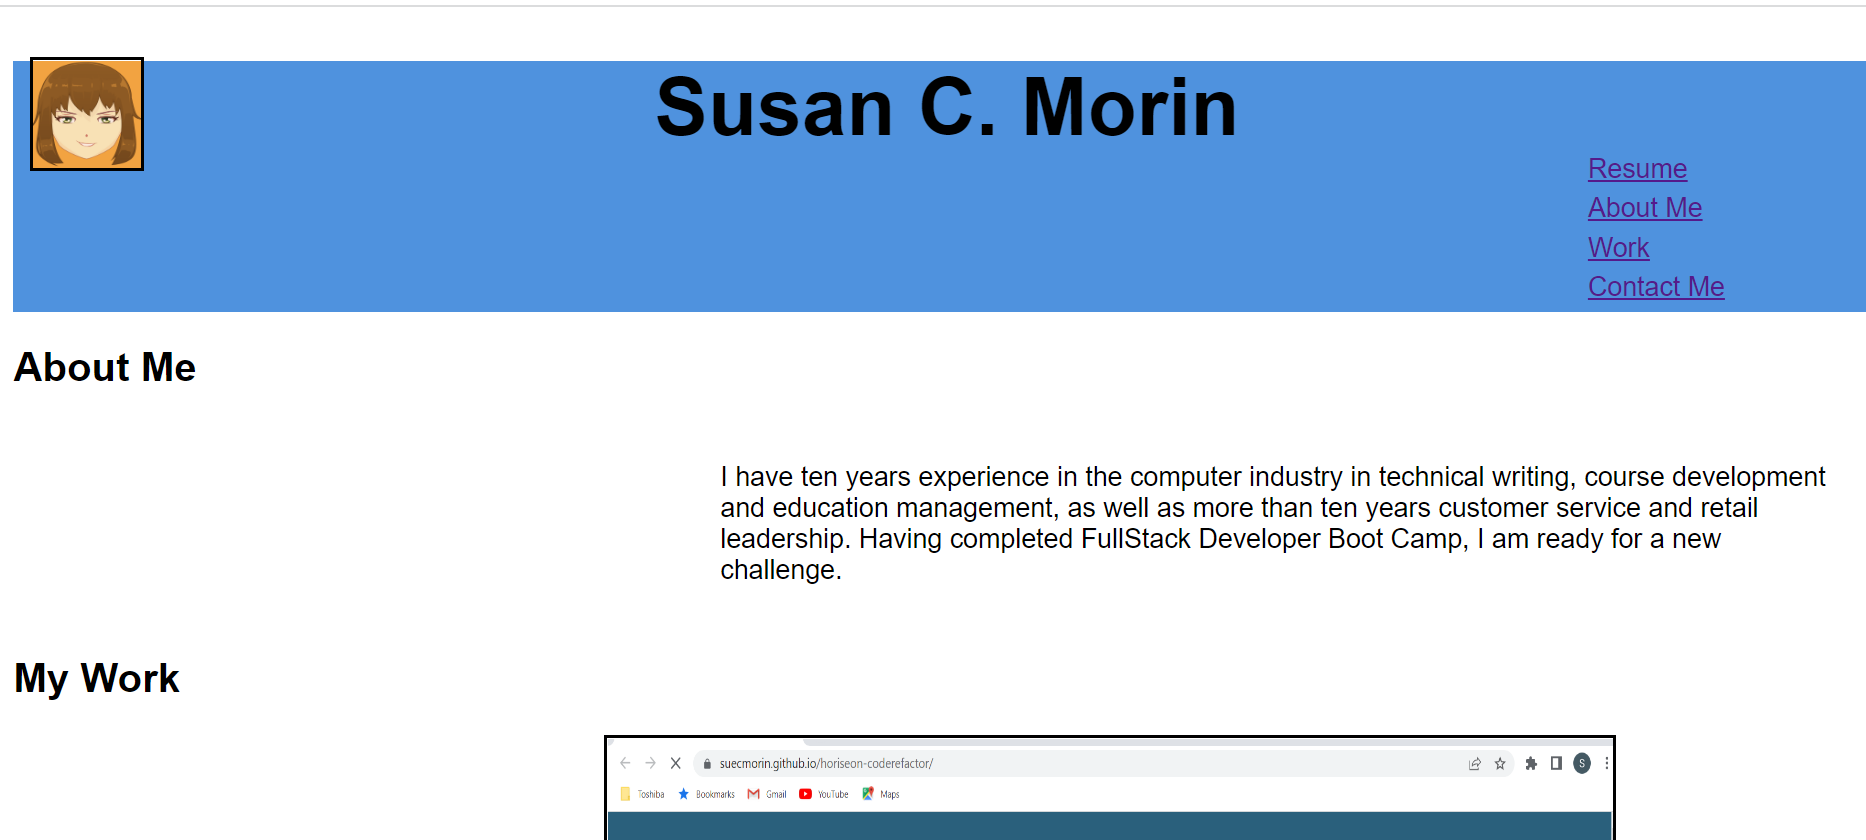 Susan C. Morin
Resume
About Me
Work
Contact Me
About Me
I have ten years experience in the computer industry in technical writing, course development
and education management, as well as more than ten years customer service and retail
leadership. Having completed FullStack Developer Boot Camp, I am ready for a new
challenge.
My Work
suecmorin.github.io/horiseon-coderefactor/
S
Toshiba Bookmarks Gmail YouTube Maps